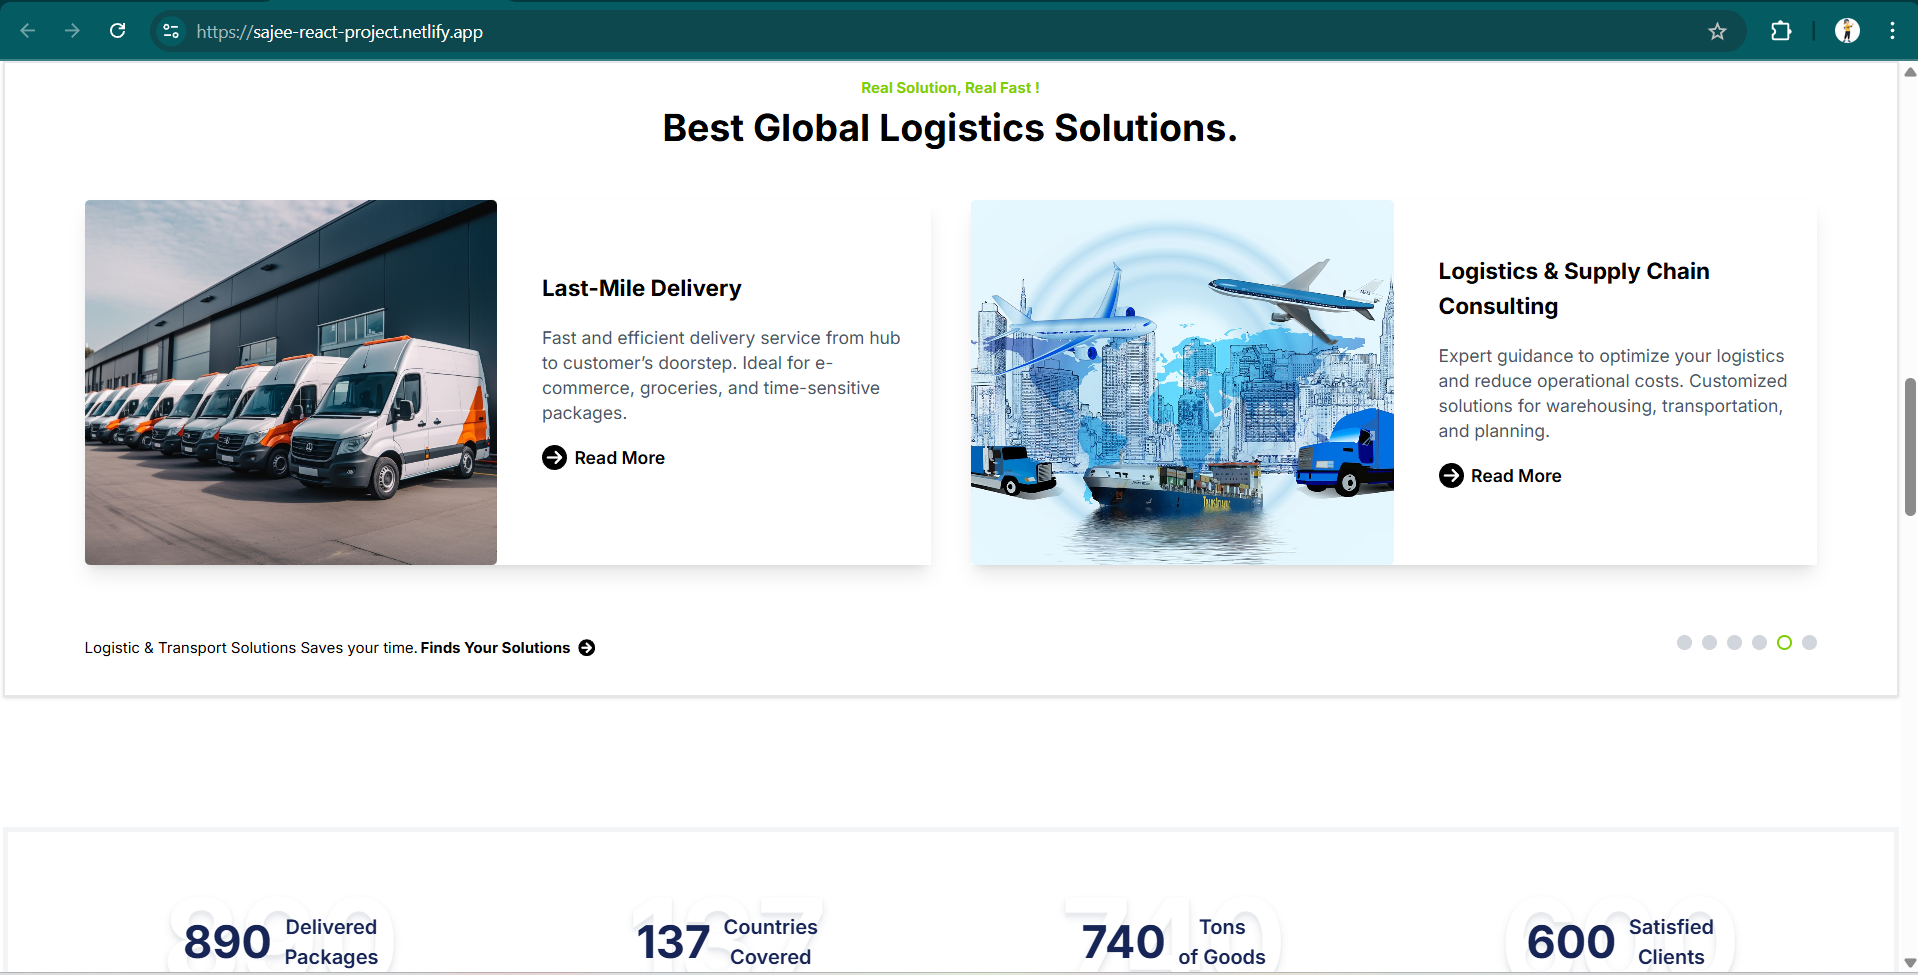 https://sajee-react-project.netlify.app
Real Solution, Real Fast !
Best Global Logistics Solutions.
Last-Mile Delivery
Fast and efficient delivery service from hub
to customer’s doorstep. Ideal for e-
commerce, groceries, and time-sensitive
packages.
Read More
Logistics & Supply Chain
Consulting
Expert guidance to optimize your logistics
and reduce operational costs. Customized
solutions for warehousing, transportation,
and planning.
Read More
Logistic & Transport Solutions Saves your time. Finds Your Solutions
890
890 Delivered
Packages
137
137 Countries
Covered
740
740 Tons
of Goods
600
600 Satisfied
Clients